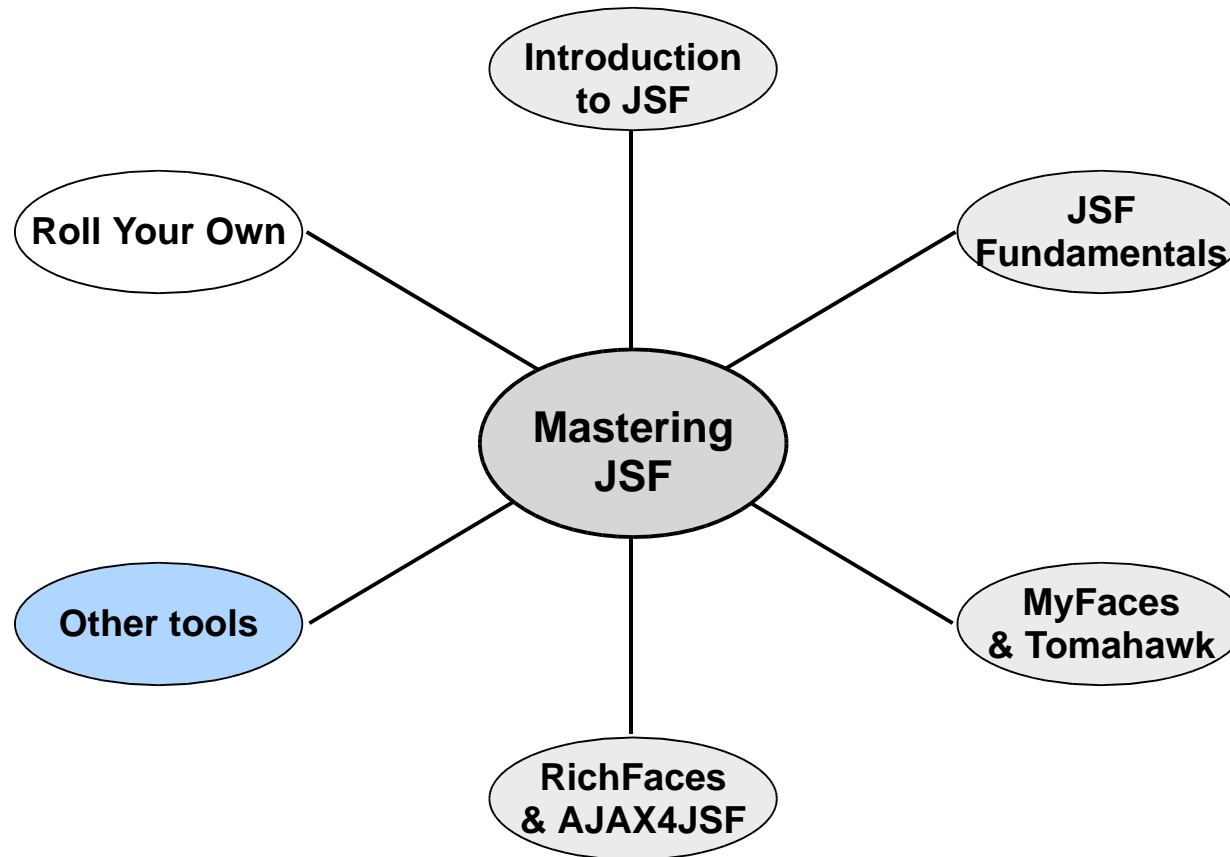 Introduction
to JSF
Roll Your Own
JSF
Fundamentals
Mastering
JSF
Other tools
MyFaces
& Tomahawk
RichFaces
& AJAX4JSF